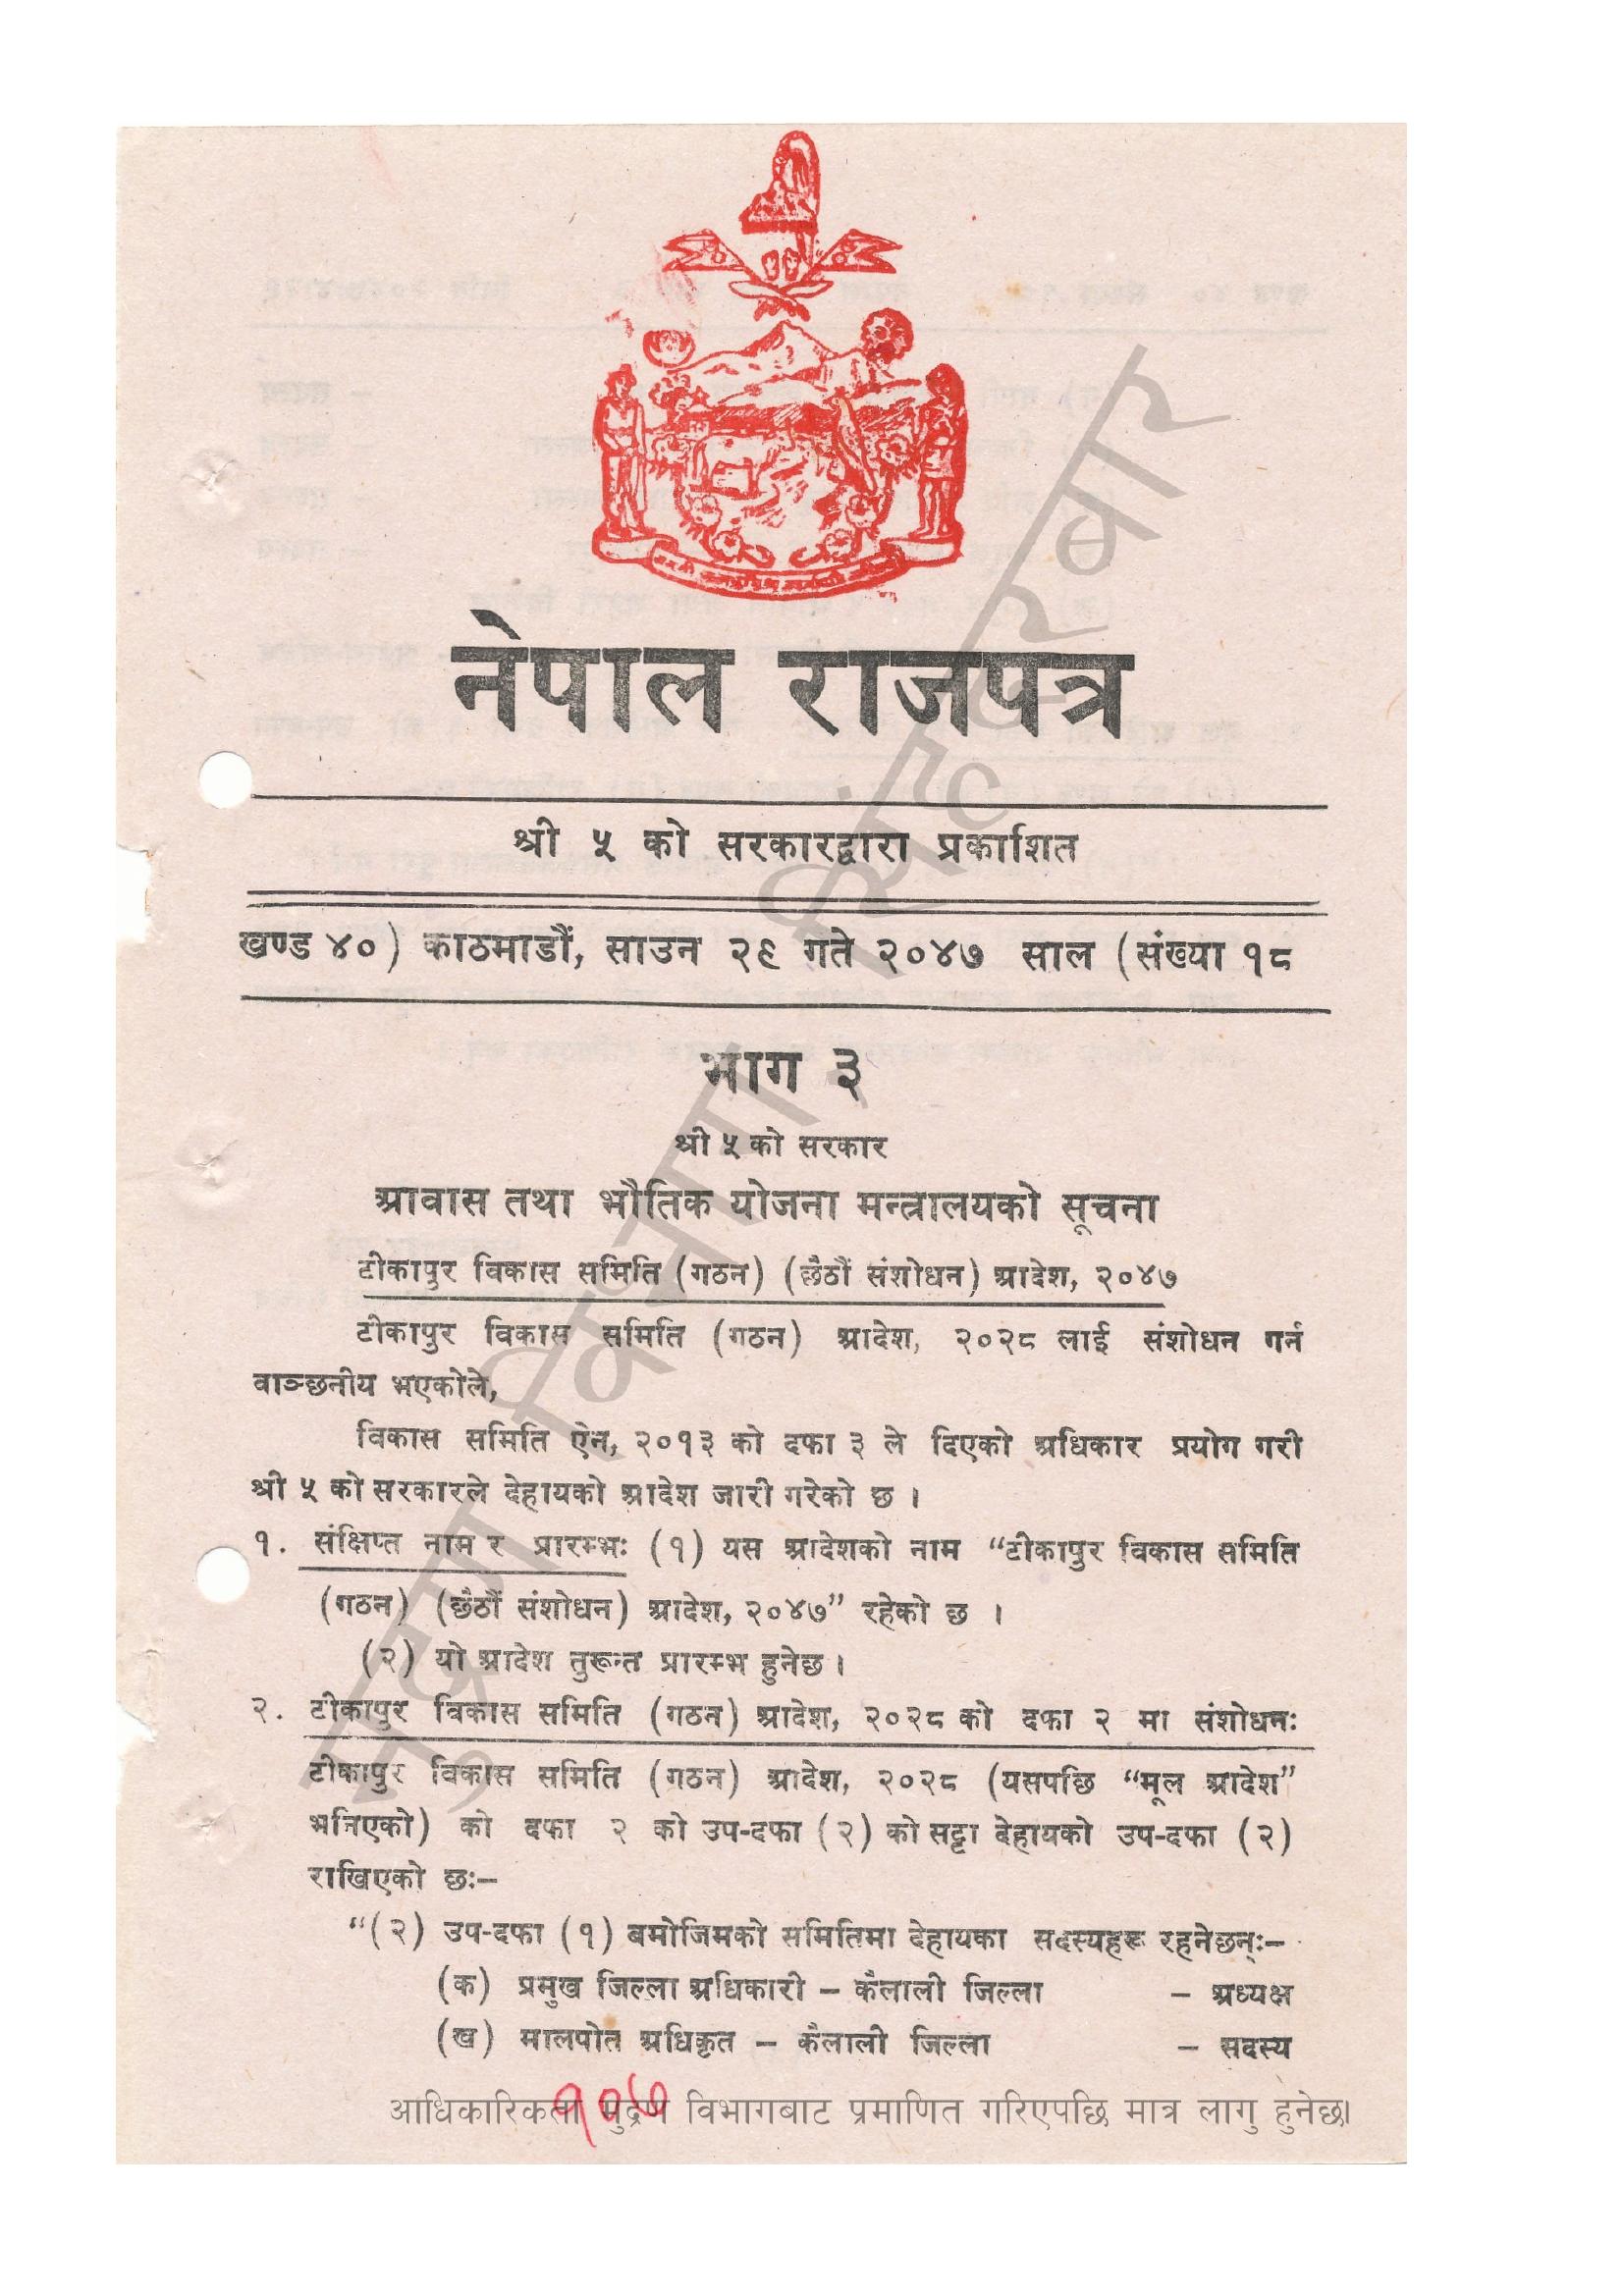 नेपाल राजपत्र
श्री ५ को सरकारद्वारा प्रकाशित
खण्ड ४०) काठमाडौं, साउन २९ गते २०४७ साल (संख्या १८
भाग ३
श्री ५ को सरकार
आवास तथा भौतिक योजना मन्त्रालयको सूचना
टीकापुर विकास समिति (गठन) (छैठौं संशोधन) आदेश, २०४७
टीकापुर विकास समिति (गठन) आदेश, २०२८ लाई संशोधन गर्न
वाञ्छनीय भएकोले,
विकास समिति ऐन, २०१३ को दफा ३ ले दिएको अधिकार प्रयोग गरी
श्री ५ को सरकारले देहायको आदेश जारी गरेको छ ।
१. संक्षिप्त नाम र प्रारम्भः (१) यस आदेशको नाम “टीकापुर विकास समिति
(गठन) (छैठौं संशोधन) आदेश, २०४७” रहेको छ ।
(२) यो आदेश तुरून्त प्रारम्भ हुनेछ ।
२. टीकापुर विकास समिति (गठन) आदेश, २०२८ को दफा २ मा संशोधनः
टीकापुर विकास समिति (गठन) आदेश, २०२८ (यसपछि “मूल आदेश”
भनिएको) को दफा २ को उप-दफा (२) को सट्टा देहायको उप-दफा (२)
राखिएको छः–
“(२) उप-दफा (१) बमोजिमको समितिमा देहायका सदस्यहरू रहनेछन्ः–
(क) प्रमुख जिल्ला अधिकारी – कैलाली जिल्ला – अध्यक्ष
(ख) मालपोत अधिकृत – कैलाली जिल्ला – सदस्य
१०७
आधिकारिकता मुद्रण विभागबाट प्रमाणित गरिएपछि मात्र लागु हुनेछ।
मुद्रण विभाग, सिंहदरबार